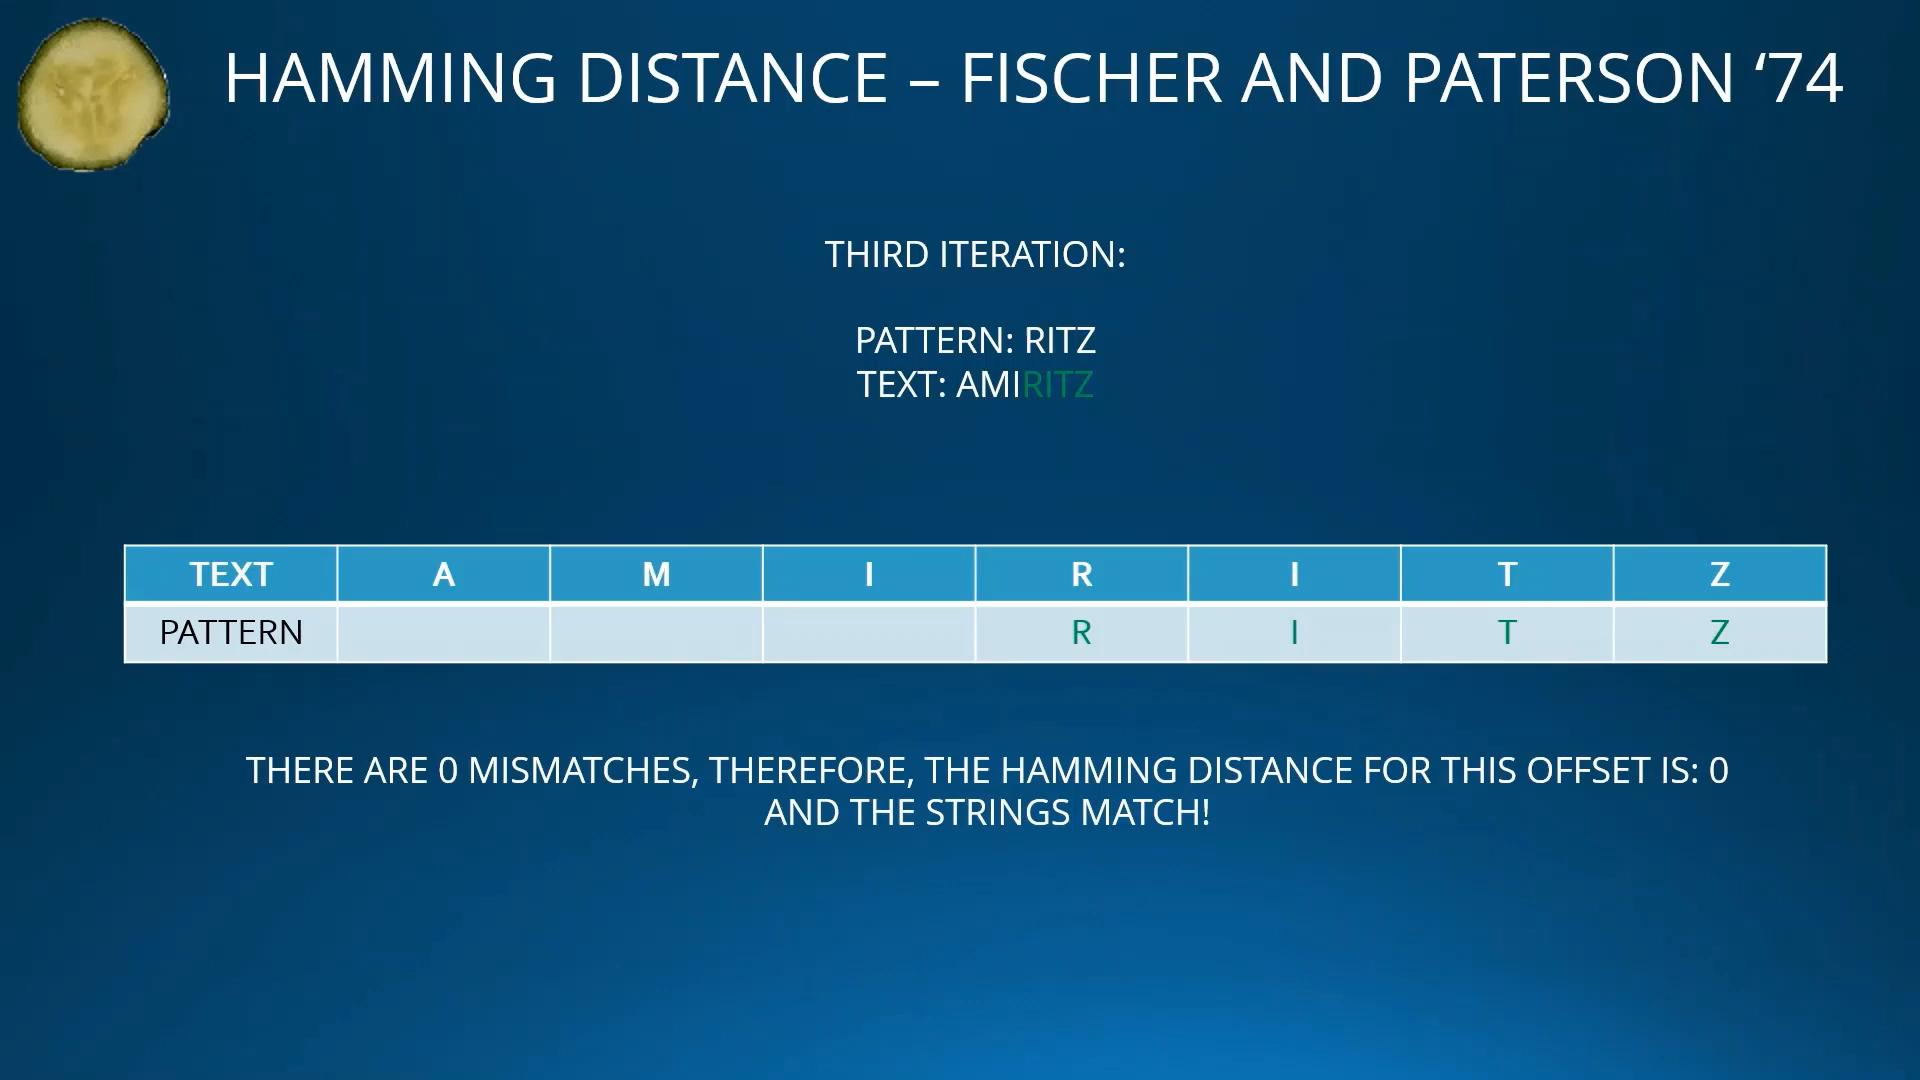 HAMMING DISTANCE – FISCHER AND PATERSON ‘74
THIRD ITERATION:
PATTERN: RITZ
TEXT: AMIRITZ
TEXT A M I R I T Z
PATTERN R I T Z
THERE ARE 0 MISMATCHES, THEREFORE, THE HAMMING DISTANCE FOR THIS OFFSET IS: 0
AND THE STRINGS MATCH!